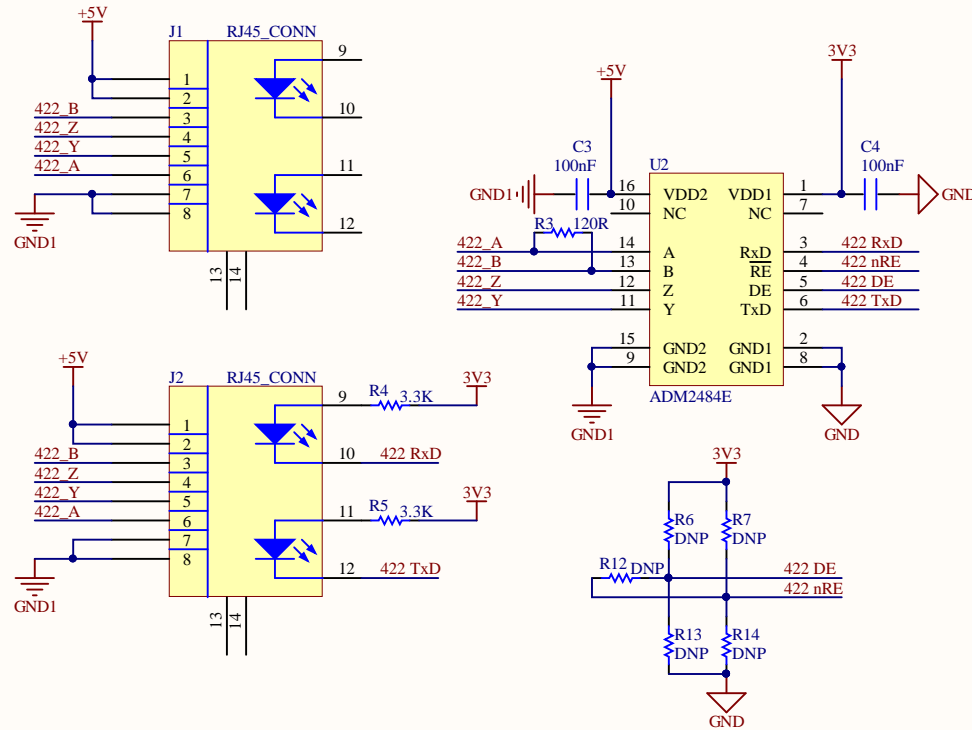 +5V
J1 RJ45_CONN
9
1
2
422_B 3
10
422_Z 4
422_Y 5
11
422_A 6
7
8
12
GND1
13 14
+5V
3V3
C3
100nF
U2
C4
100nF
GND1
16 VDD2 VDD1 1
GND
10 NC NC 7
R3 120R
422_A 14 A RxD 3 422 RxD
422_B 13 B RE 4 422 nRE
422_Z 12 Z DE 5 422 DE
422_Y 11 Y TxD 6 422 TxD
15 GND2 GND1 2
9 GND2 GND1 8
ADM2484E
GND1
GND
+5V
J2 RJ45_CONN
9 R4 3.3K 3V3
1
2
422_B 3
10 422 RxD
422_Z 4
422_Y 5
11 R5 3.3K 3V3
422_A 6
7
8
12 422 TxD
GND1
13 14
3V3
R6 R7
DNP DNP
R12 DNP 422 DE
422 nRE
R13 R14
DNP DNP
GND